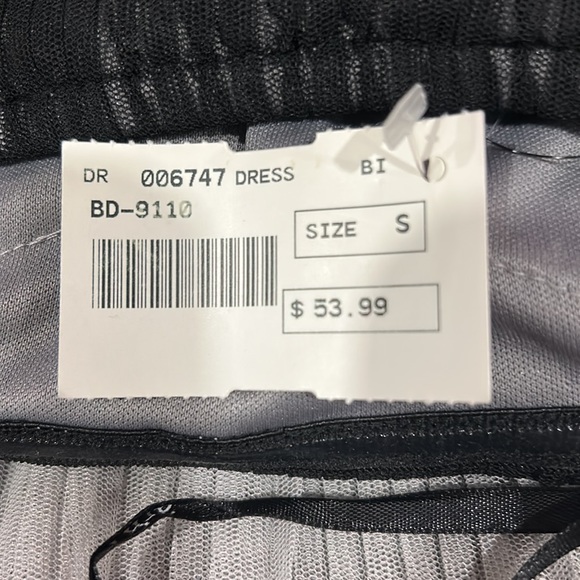 DR 006747 DRESS BI
BD-9110
SIZE S
$ 53.99